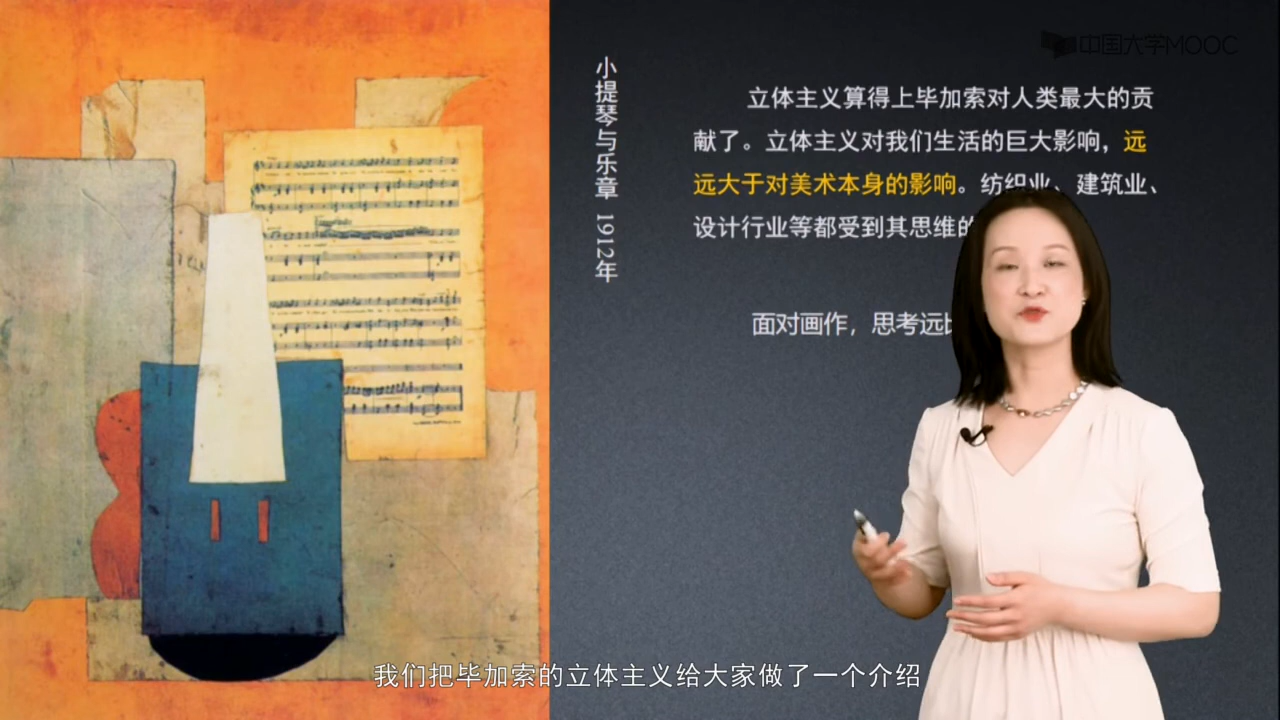 中国大学MOOC
小提琴与乐章 1912年
立体主义算得上毕加索对人类最大的贡
献了。立体主义对我们生活的巨大影响，远
远大于对美术本身的影响。纺织业、建筑业、
设计行业等都受到其思维的
面对画作，思考远比
我们把毕加索的立体主义给大家做了一个介绍